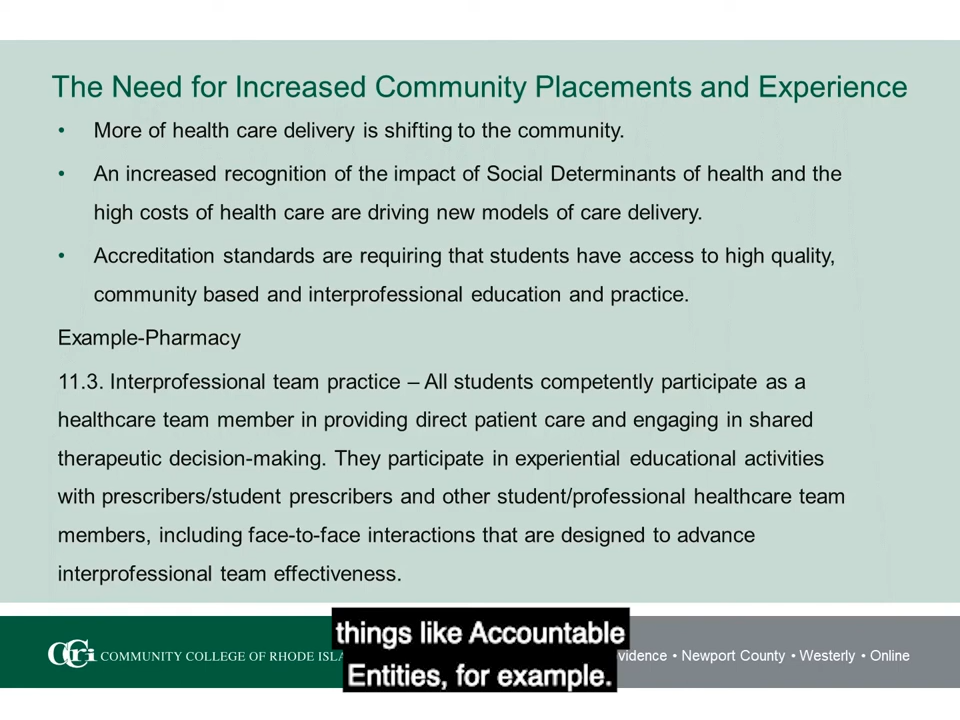 The Need for Increased Community Placements and Experience
• More of health care delivery is shifting to the community.
• An increased recognition of the impact of Social Determinants of health and the
high costs of health care are driving new models of care delivery.
• Accreditation standards are requiring that students have access to high quality,
community based and interprofessional education and practice.
Example-Pharmacy
11.3. Interprofessional team practice – All students competently participate as a
healthcare team member in providing direct patient care and engaging in shared
therapeutic decision-making. They participate in experiential educational activities
with prescribers/student prescribers and other student/professional healthcare team
members, including face-to-face interactions that are designed to advance
interprofessional team effectiveness.
things like Accountable
Entities, for example.
CCRI COMMUNITY COLLEGE OF RHODE
• Newport County • Westerly • Online